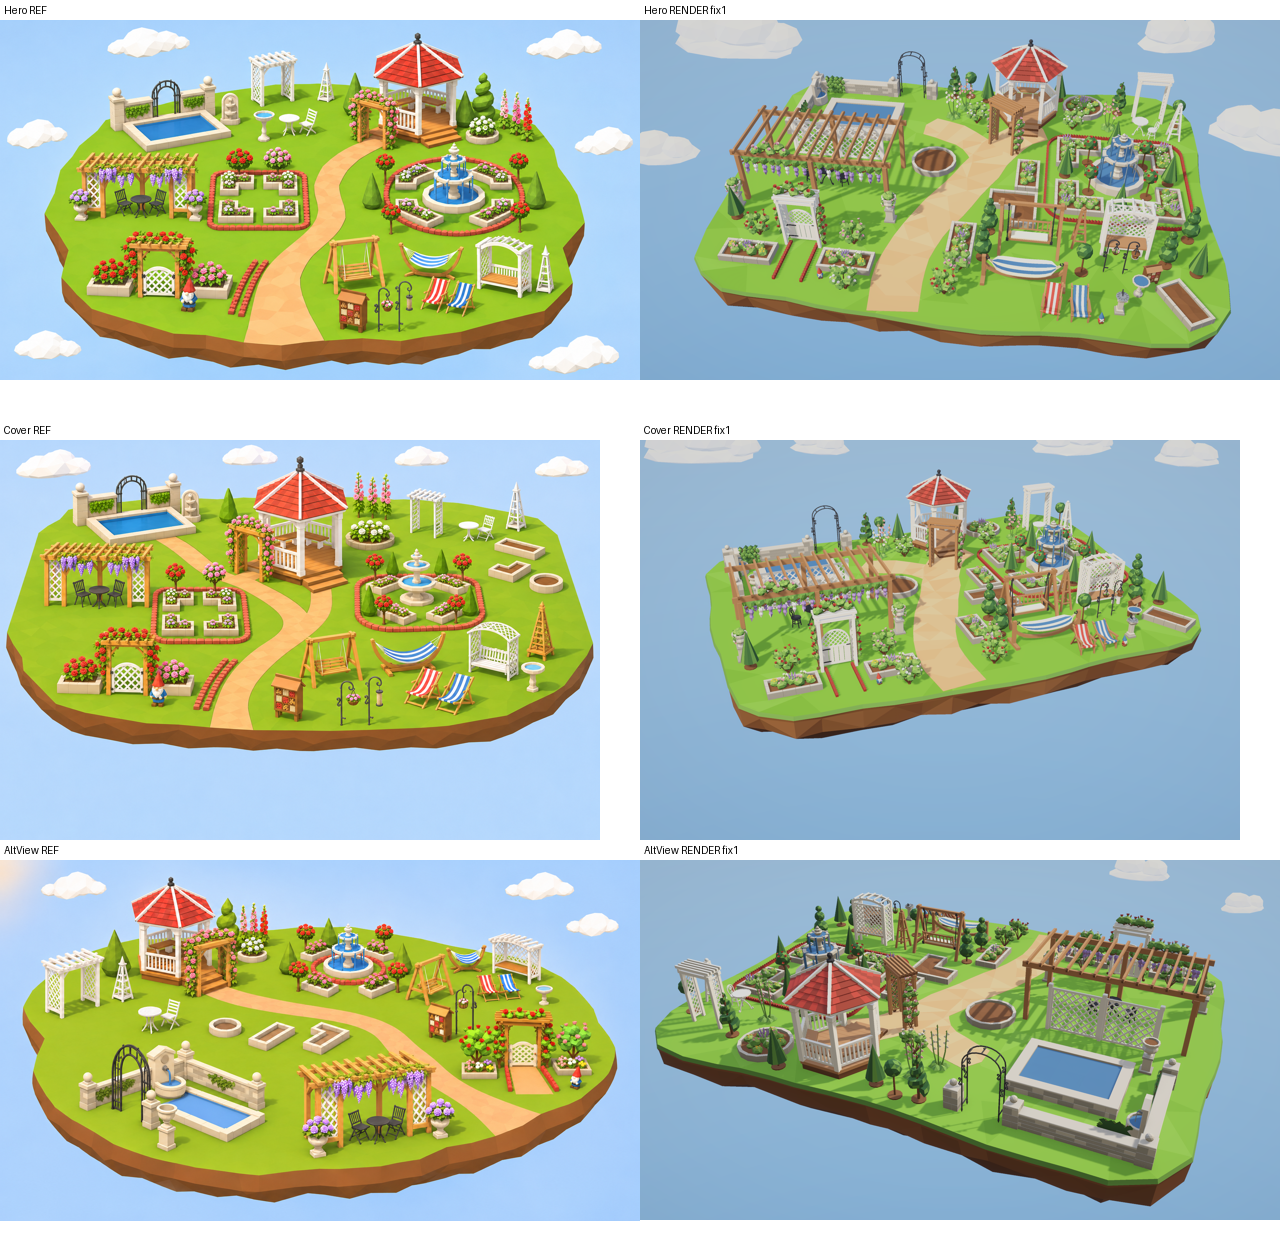 Hero REF
Hero RENDER fix1
Cover REF
Cover RENDER fix1
AltView REF
AltView RENDER fix1